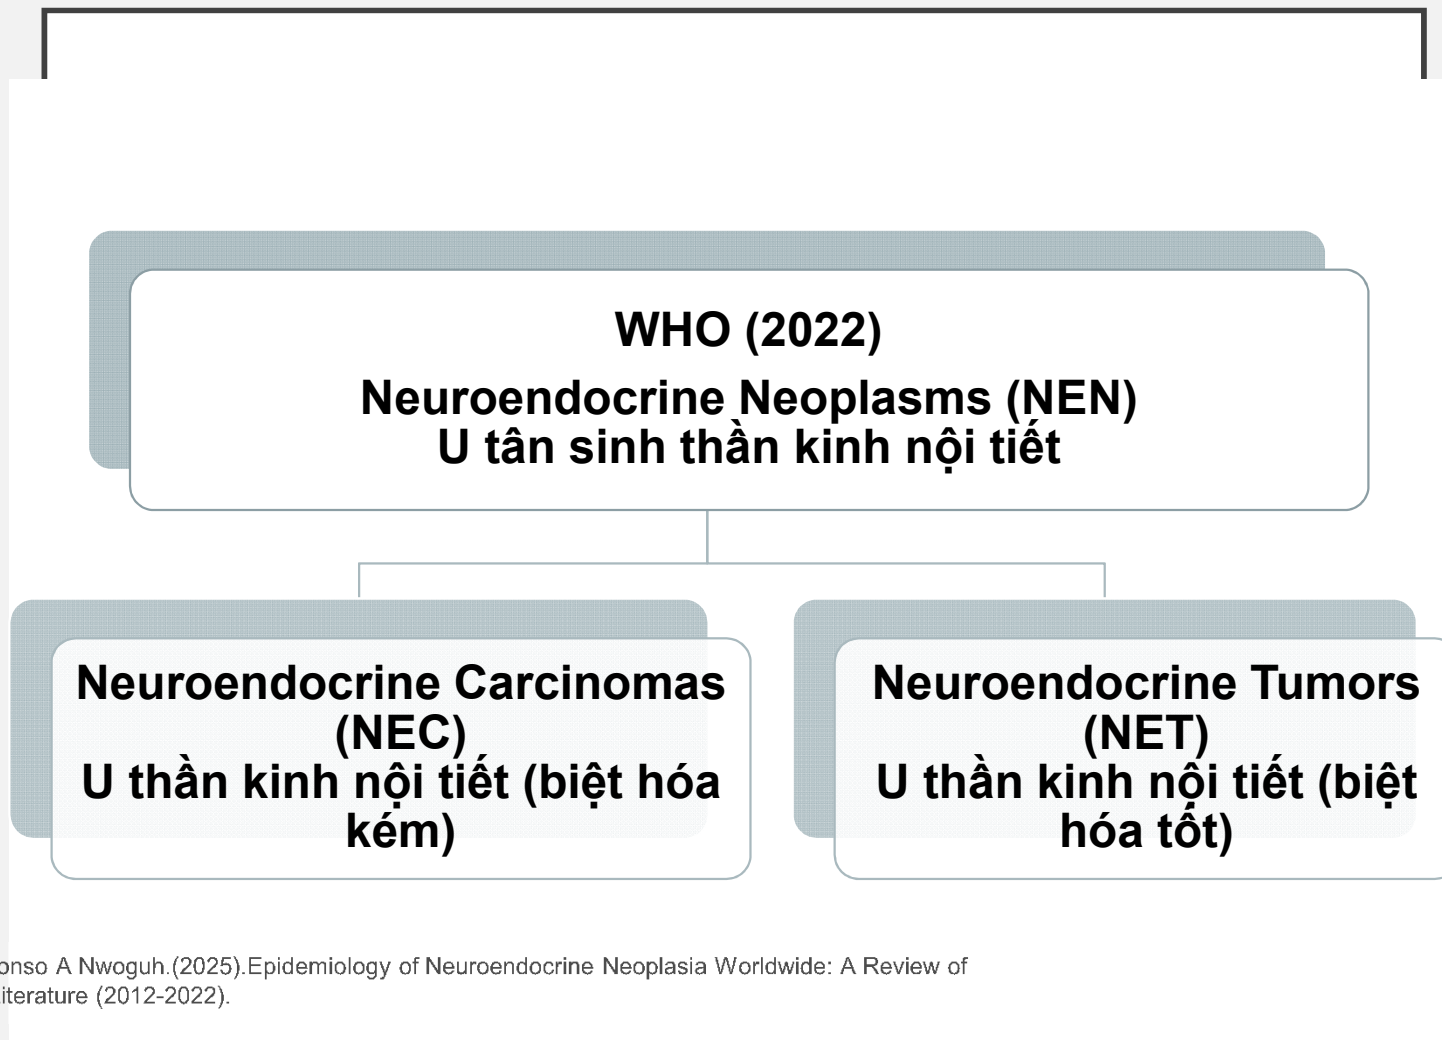 WHO (2022)
Neuroendocrine Neoplasms (NEN)
U tân sinh thần kinh nội tiết
Neuroendocrine Carcinomas
(NEC)
U thần kinh nội tiết (biệt hóa
kém)
Neuroendocrine Tumors
(NET)
U thần kinh nội tiết (biệt
hóa tốt)
A Nwoguh.(2025).Epidemiology of Neuroendocrine Neoplasia Worldwide: A Review of
(2012-2022).